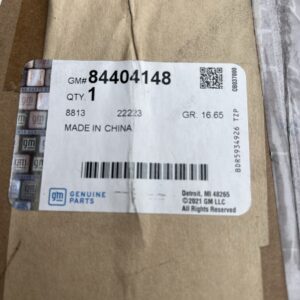 GM# 84404148
QTY. 1
8813 22223 GR: 16.65
MADE IN CHINA
gm GENUINE PARTS
Detroit, MI 48265
©2021 GM LLC
All Rights Reserved